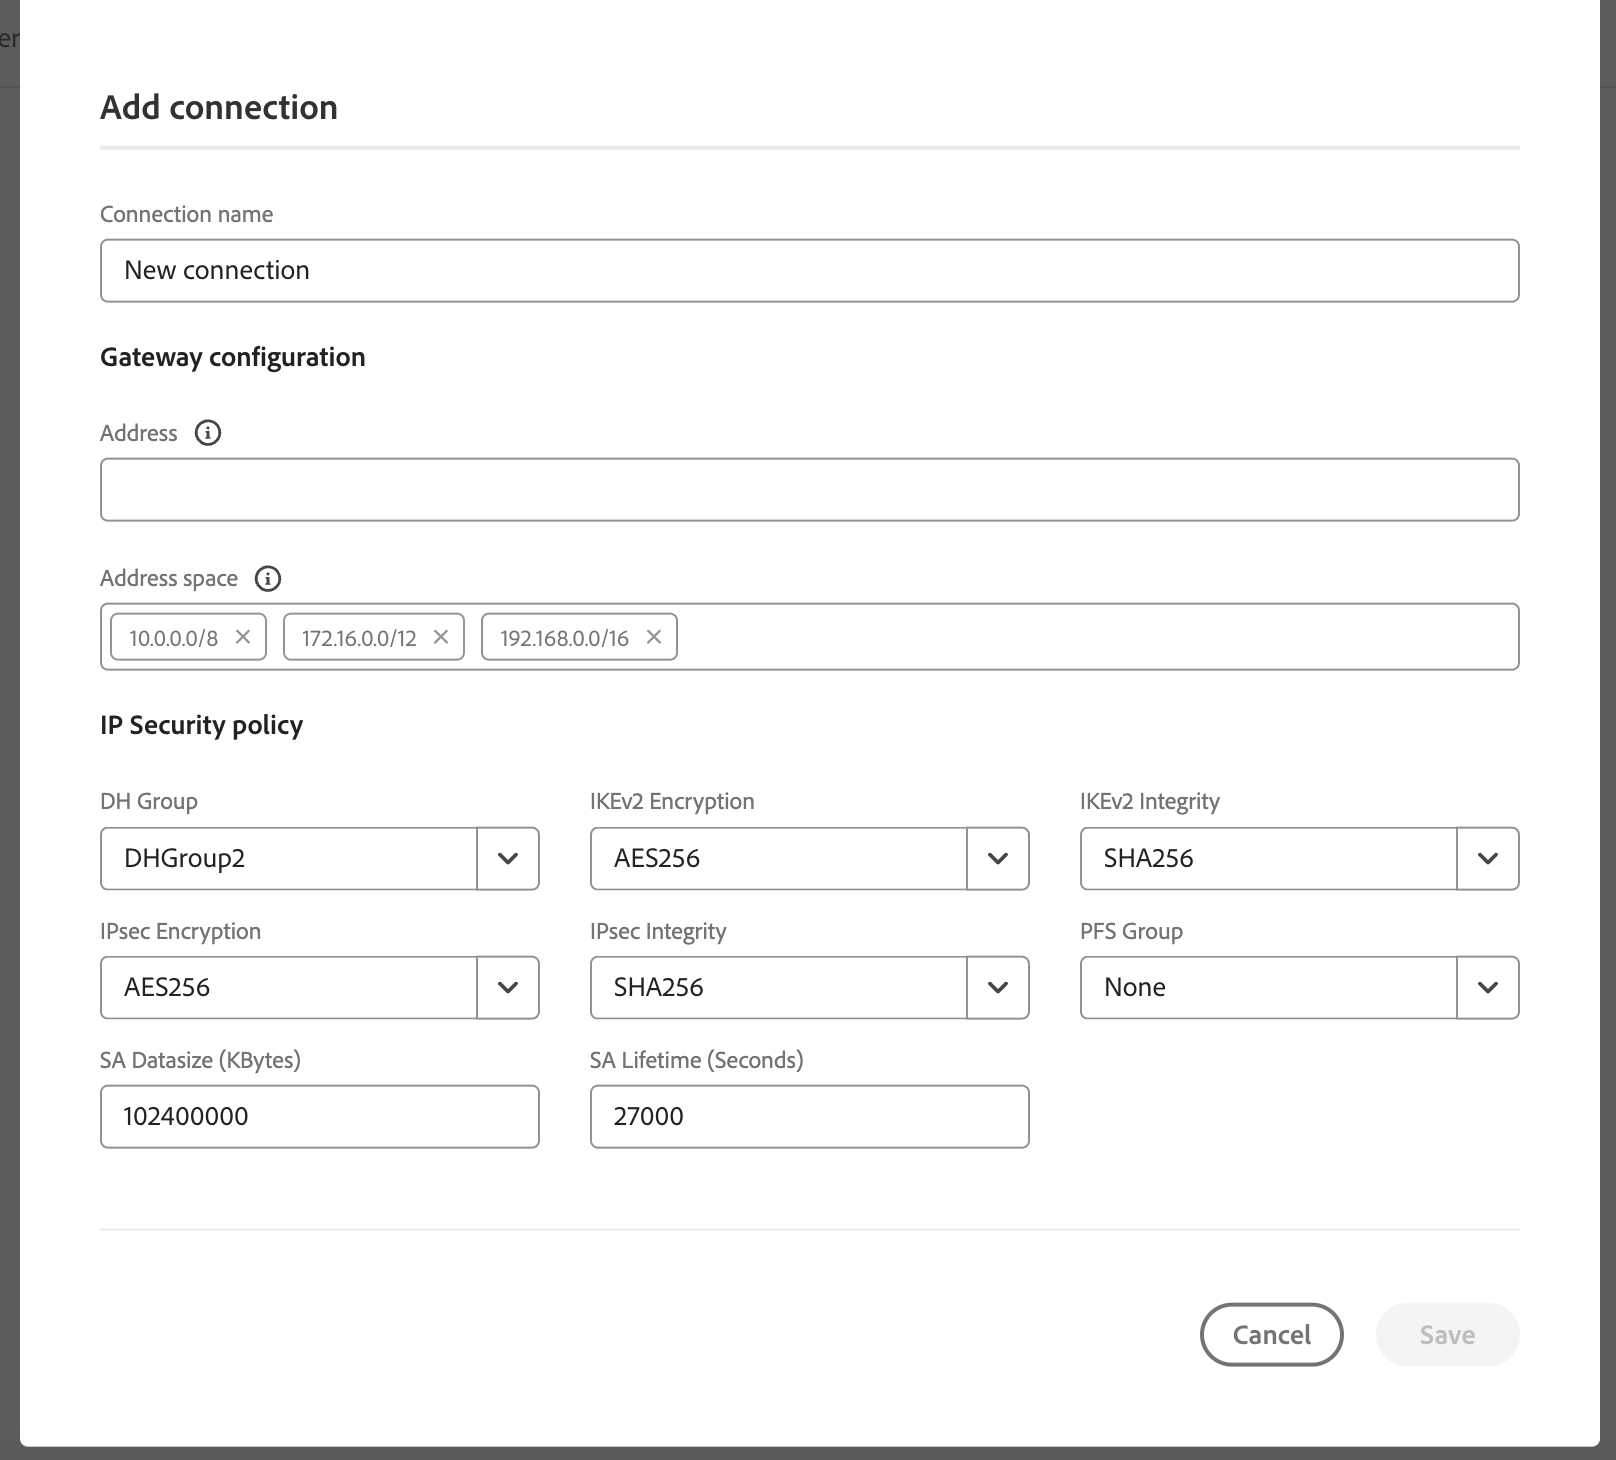 er
Add connection
Connection name
New connection
Gateway configuration
Address
Address space
10.0.0.0/8 172.16.0.0/12 192.168.0.0/16
IP Security policy
DH Group IKEv2 Encryption IKEv2 Integrity
DHGroup2 AES256 SHA256
IPsec Encryption IPsec Integrity PFS Group
AES256 SHA256 None
SA Datasize (KBytes) SA Lifetime (Seconds)
102400000 27000
Cancel Save